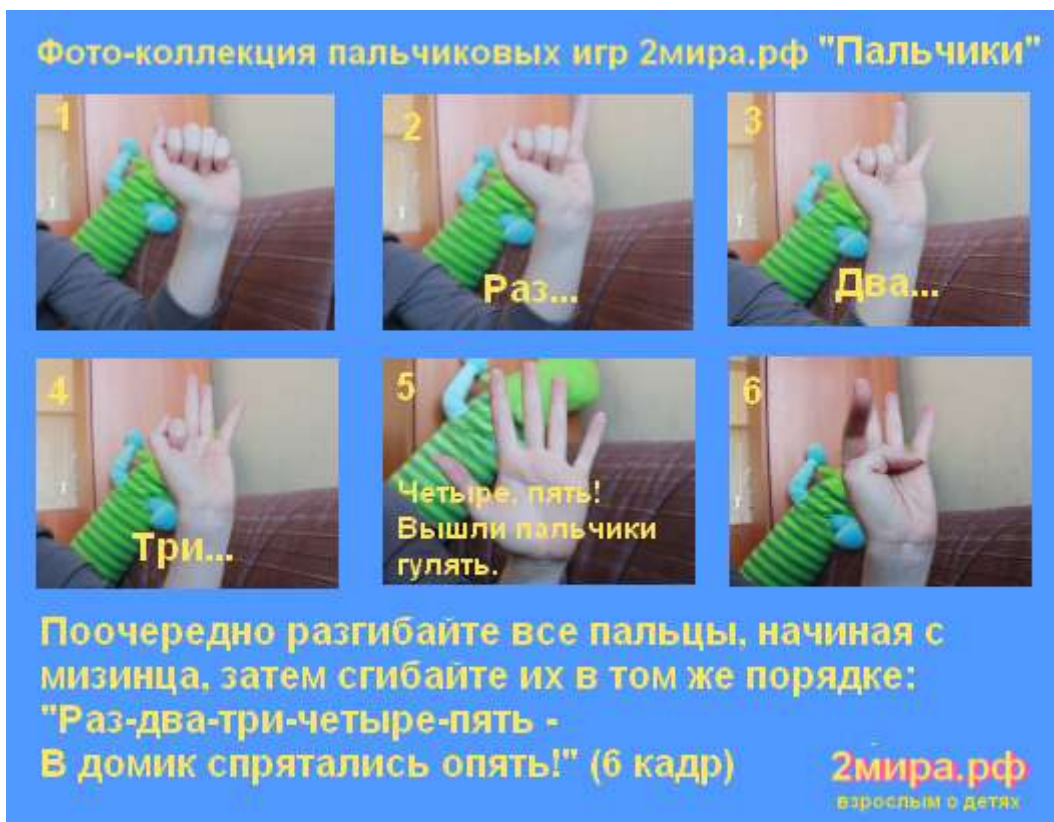 Фото-коллекция пальчиковых игр 2мира.рф "Пальчики"
1
2
Раз...
3
Два...
4
Три...
5
Четыре, пять!
Вышли пальчики
гулять.
6
Поочередно разгибайте все пальцы, начиная с
мизинца, затем сгибайте их в том же порядке:
"Раз-два-три-четыре-пять -
В домик спрятались опять!" (6 кадр)
2мира.рф
взрослым о детях